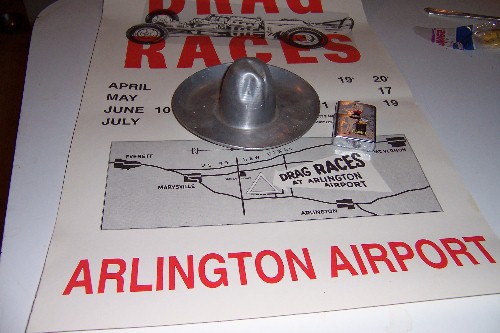 DRAG
RACES
APRIL 19 20
MAY 17
JUNE 10 19
JULY
EVERETT
MARYSVILLE
DRAG RACES
AT ARLINGTON
AIRPORT
ARLINGTON
ARLINGTON AIRPORT